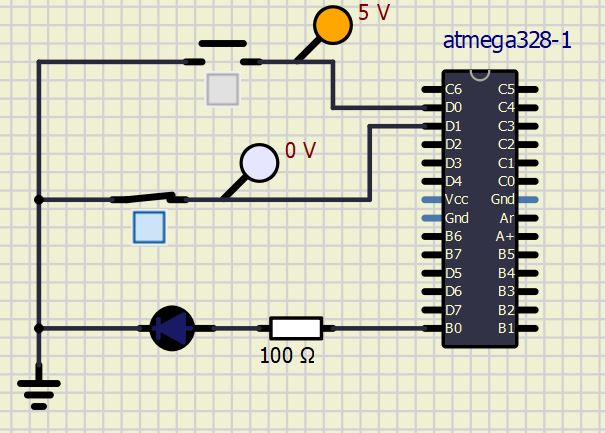 5 V
atmega328-1
0 V
100 Ω
C6 C5
D0 C4
D1 C3
D2 C2
D3 C1
D4 C0
Vcc Gnd
Gnd Ar
B6 A+
B7 B5
D5 B4
D6 B3
D7 B2
B0 B1